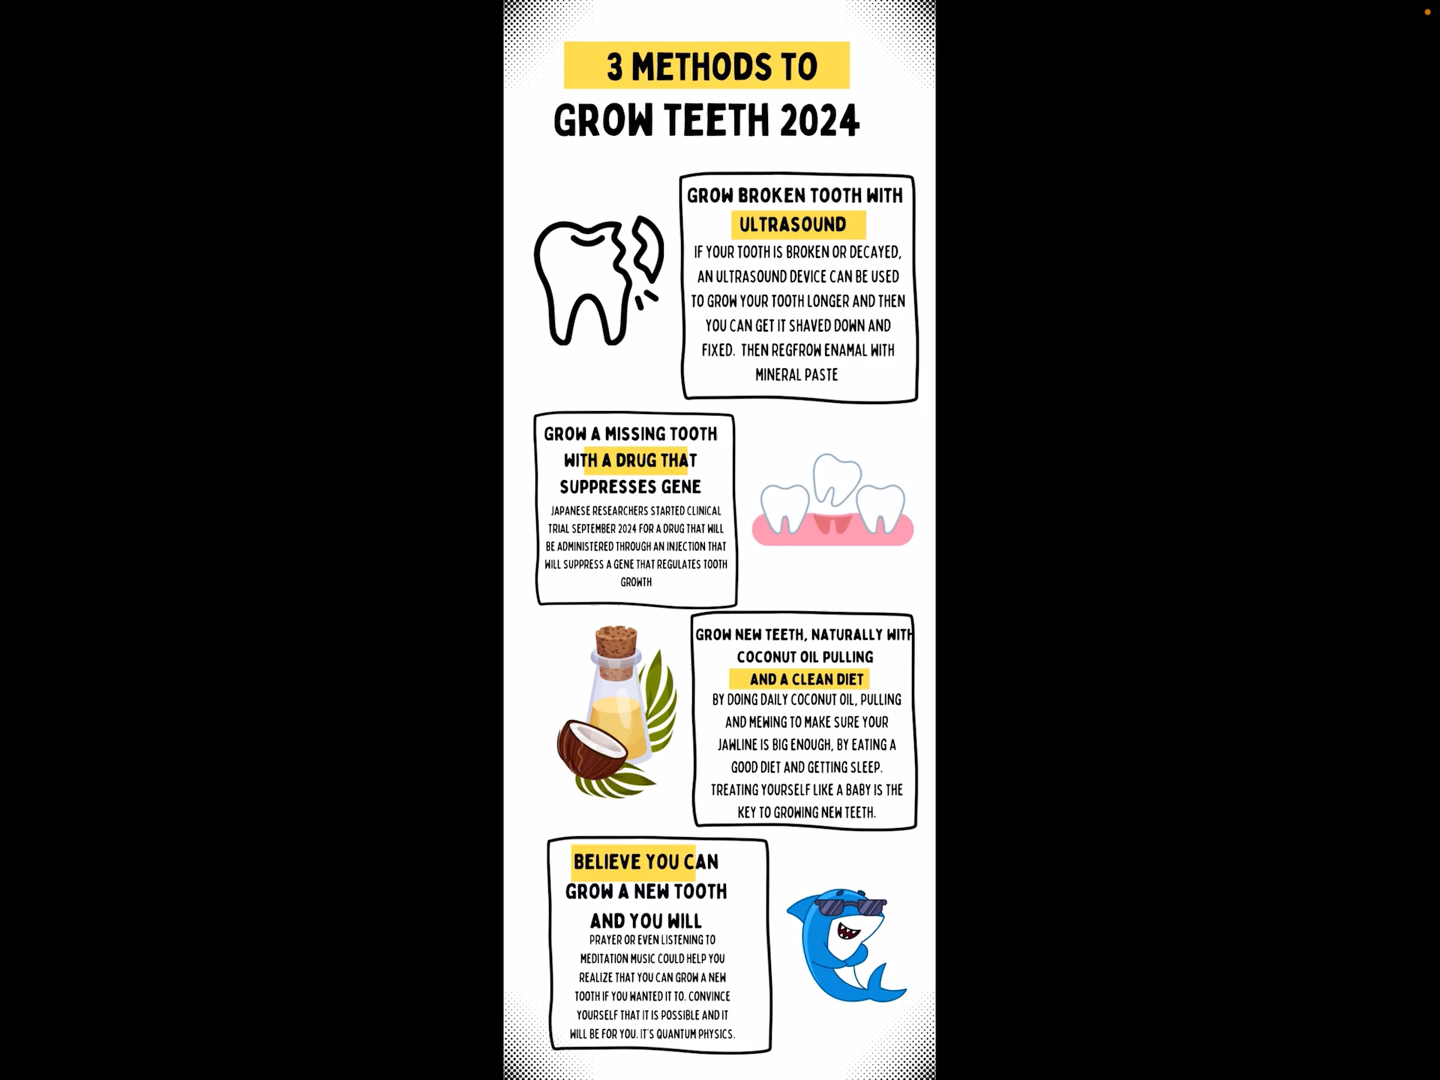 3 METHODS TO
GROW TEETH 2024
GROW BROKEN TOOTH WITH
ULTRASOUND
IF YOUR TOOTH IS BROKEN OR DECAYED,
AN ULTRASOUND DEVICE CAN BE USED
TO GROW YOUR TOOTH LONGER AND THEN
YOU CAN GET IT SHAVED DOWN AND
FIXED. THEN REGFROW ENAMAL WITH
MINERAL PASTE
GROW A MISSING TOOTH
WITH A DRUG THAT
SUPPRESSES GENE
JAPANESE RESEARCHERS STARTED CLINICAL
TRIAL SEPTEMBER 2024 FOR A DRUG THAT WILL
BE ADMINISTERED THROUGH AN INJECTION THAT
WILL SUPPRESS A GENE THAT REGULATES TOOTH
GROWTH
GROW NEW TEETH, NATURALLY WITH
COCONUT OIL PULLING
AND A CLEAN DIET
BY DOING DAILY COCONUT OIL, PULLING
AND MEWING TO MAKE SURE YOUR
JAWLINE IS BIG ENOUGH, BY EATING A
GOOD DIET AND GETTING SLEEP.
TREATING YOURSELF LIKE A BABY IS THE
KEY TO GROWING NEW TEETH.
BELIEVE YOU CAN
GROW A NEW TOOTH
AND YOU WILL
PRAYER OR EVEN LISTENING TO
MEDITATION MUSIC COULD HELP YOU
REALIZE THAT YOU CAN GROW A NEW
TOOTH IF YOU WANTED IT TO. CONVINCE
YOURSELF THAT IT IS POSSIBLE AND IT
WILL BE FOR YOU. IT'S QUANTUM PHYSICS.